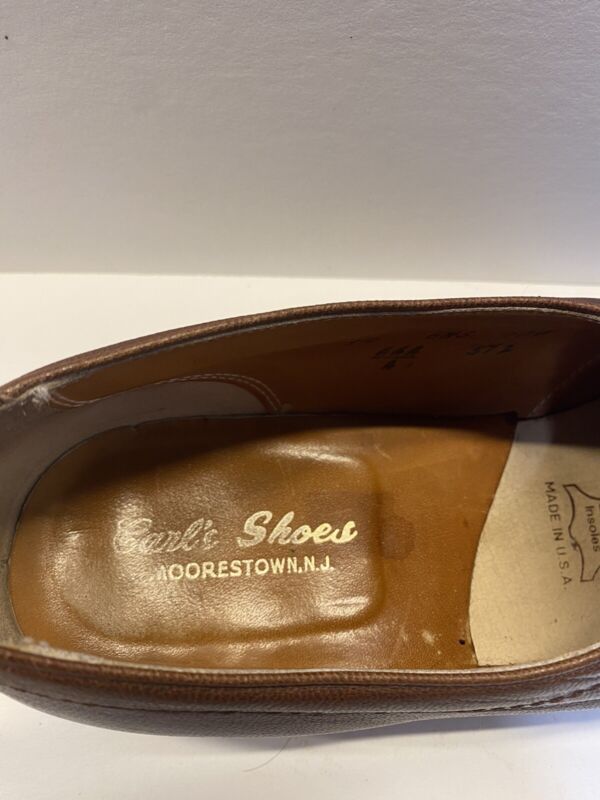 Carl's Shoes
MOORESTOWN, N.J.
Insoles
MADE IN U.S.A.